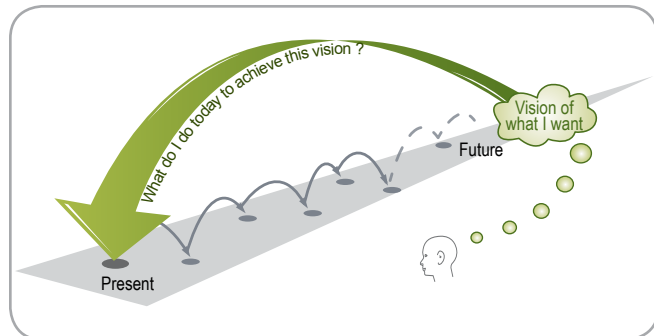 What do I do today to achieve this vision ?
Vision of
what I want
Future
Present